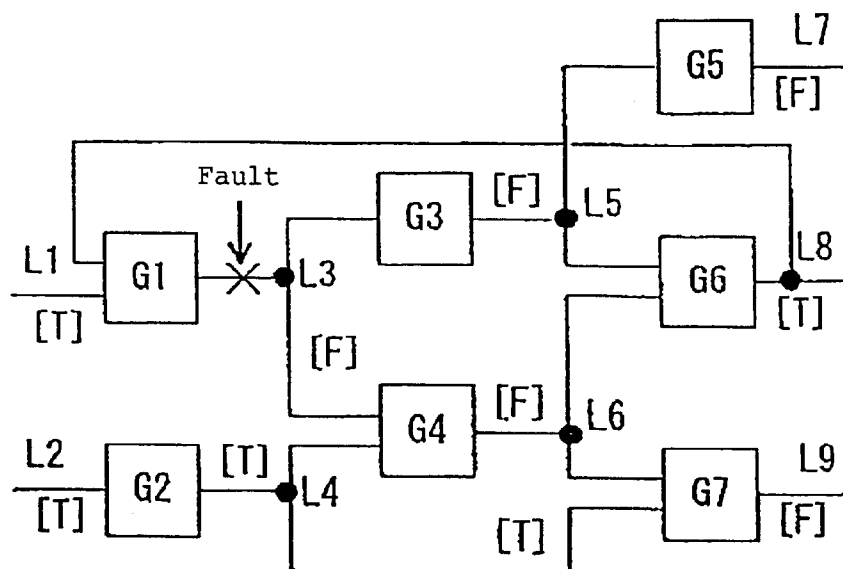 L7
G5
[F]
Fault
G3
[F]
L5
L1
G1
L3
G6
L8
[T]
[T]
[F]
G4
[F]
L6
L2
G2
[T]
L4
G7
L9
[T]
[T]
[F]